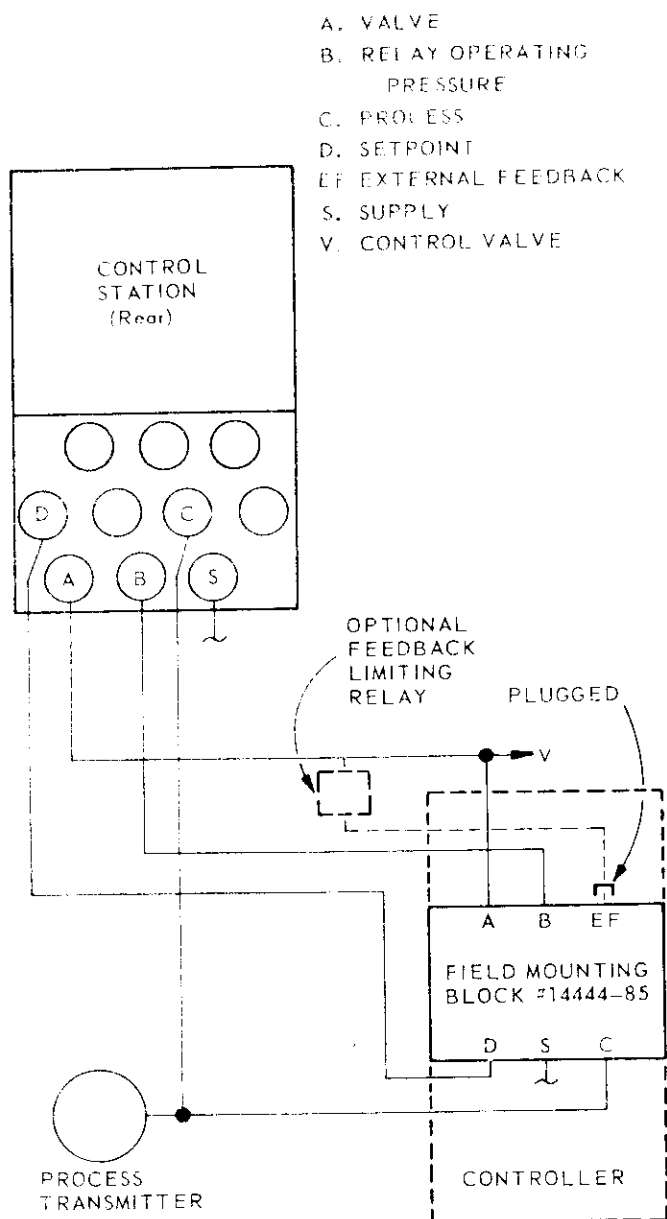 A. VALVE
B. RELAY OPERATING
PRESSURE
C. PROCESS
D. SETPOINT
EF EXTERNAL FEEDBACK
S. SUPPLY
V. CONTROL VALVE
CONTROL
STATION
(Rear)
D
C
A
B
S
OPTIONAL
FEEDBACK
LIMITING
RELAY
PLUGGED
V
A B EF
FIELD MOUNTING
BLOCK #14444-85
D S C
PROCESS
TRANSMITTER
CONTROLLER